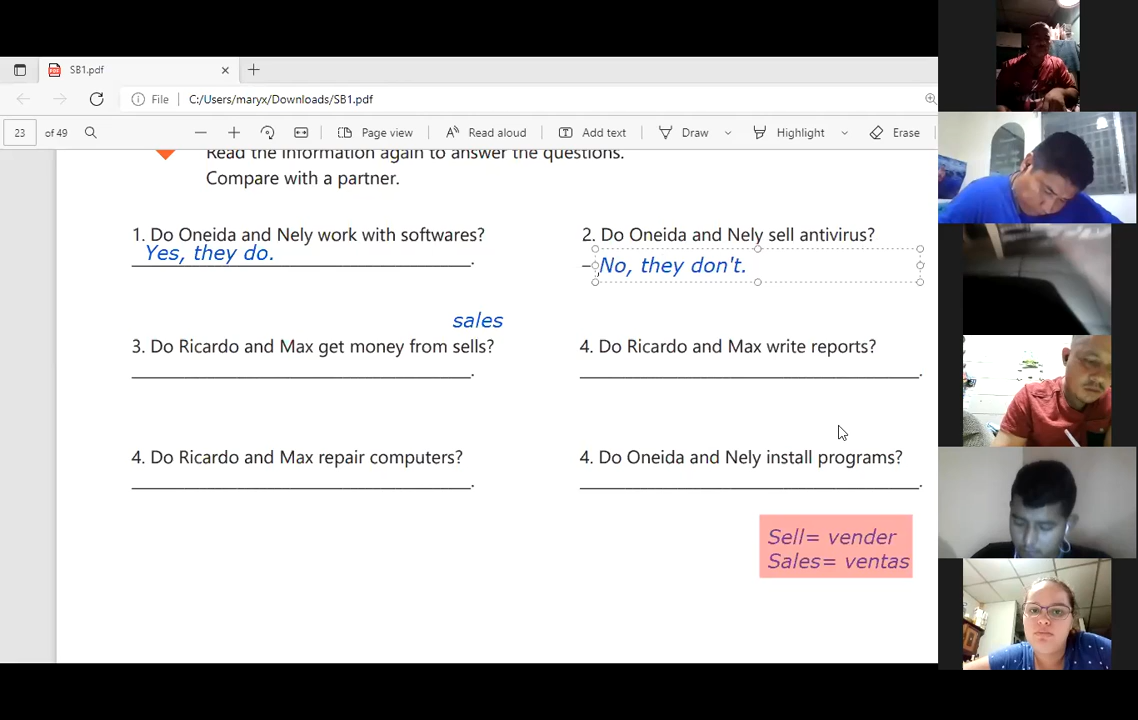 SB1.pdf
File C:/Users/maryx/Downloads/SB1.pdf
23 of 49 Page view Read aloud Add text Draw Highlight Erase
Read the information again to answer the questions.
Compare with a partner.
1. Do Oneida and Nely work with softwares?
Yes, they do.
2. Do Oneida and Nely sell antivirus?
No, they don't.
sales
3. Do Ricardo and Max get money from sells?
4. Do Ricardo and Max write reports?
4. Do Ricardo and Max repair computers?
4. Do Oneida and Nely install programs?
Sell= vender
Sales= ventas